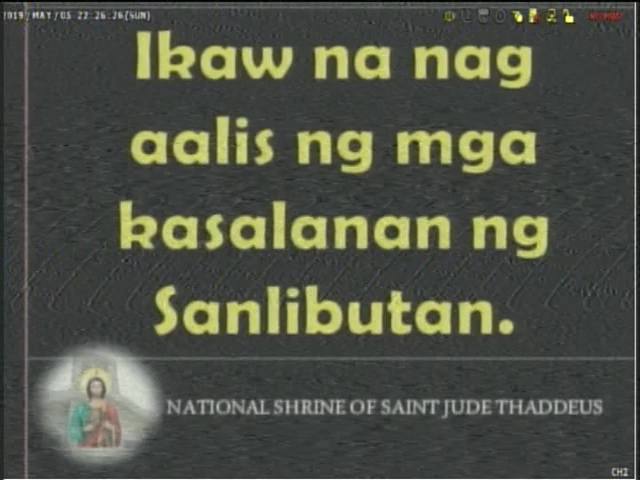 2019/MAY/05 22:26:26(SUN)
Ikaw na nag
aalis ng mga
kasalanan ng
Sanlibutan.
NATIONAL SHRINE OF SAINT JUDE THADDEUS
CH2